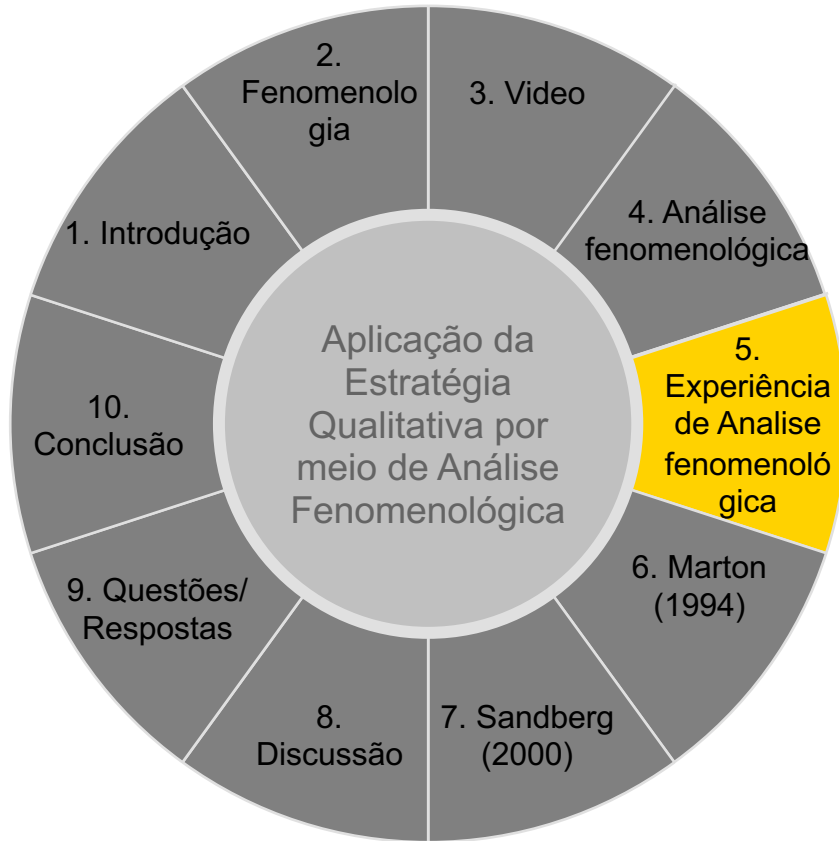 Aplicação da
Estratégia
Qualitativa por
meio de Análise
Fenomenológica
1. Introdução
2.
Fenomenolo
gia
3. Video
4. Análise
fenomenológica
5.
Experiência
de Analise
fenomenoló
gica
6. Marton
(1994)
7. Sandberg
(2000)
8.
Discussão
9. Questões/
Respostas
10.
Conclusão